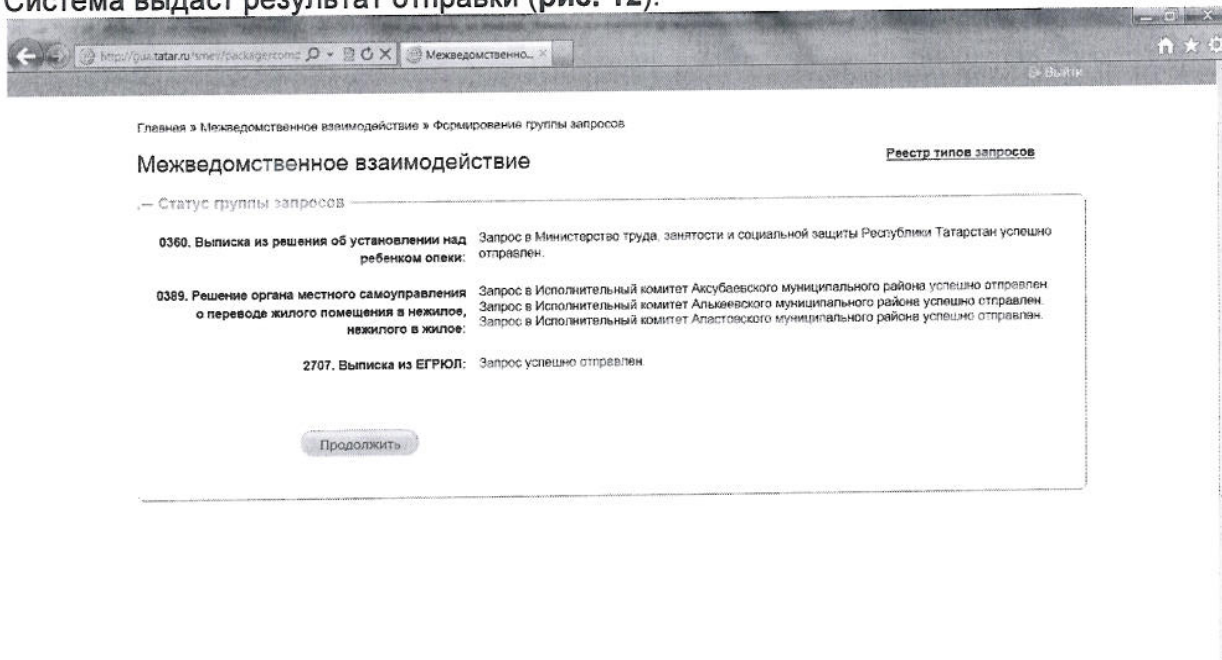 Система выдаст результат отправки (рис. 12).
Межведомственно...
Выйти
Главная » Межведомственное взаимодействие » Формирование группы запросов
Межведомственное взаимодействие
Реестр типов запросов
Статус группы запросов
0360. Выписка из решения об установлении над ребенком опеки:
Запрос в Министерство труда, занятости и социальной защиты Республики Татарстан успешно
отправлен.
0389. Решение органа местного самоуправления
о переводе жилого помещения в нежилое,
нежилого в жилое:
Запрос в Исполнительный комитет Аксубаевского муниципального района успешно отправлен.
Запрос в Исполнительный комитет Алькеевского муниципального района успешно отправлен.
Запрос в Исполнительный комитет Апастовского муниципального района успешно отправлен.
2707. Выписка из ЕГРЮЛ:
Запрос успешно отправлен.
Продолжить